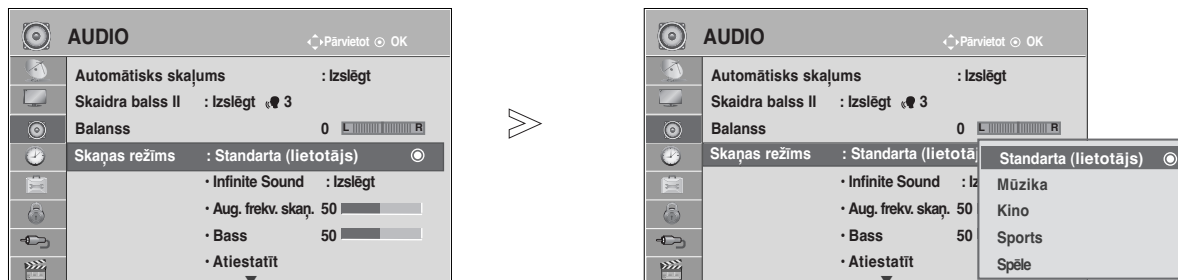 AUDIO
Pārvietot OK
Automātisks skaļums : Izslēgt
Skaidra balss II : Izslēgt 3
Balanss 0 L R
Skaņas režīms : Standarta (lietotājs)
• Infinite Sound : Izslēgt
• Aug. frekv. skaņ. 50
• Bass 50
• Atiestatīt
>
AUDIO
Pārvietot OK
Automātisks skaļums : Izslēgt
Skaidra balss II : Izslēgt 3
Balanss 0 L R
Skaņas režīms : Standarta (lietotāj
• Infinite Sound : Iz
• Aug. frekv. skaņ. 50
• Bass 50
• Atiestatīt
Standarta (lietotājs)
Mūzika
Kino
Sports
Spēle